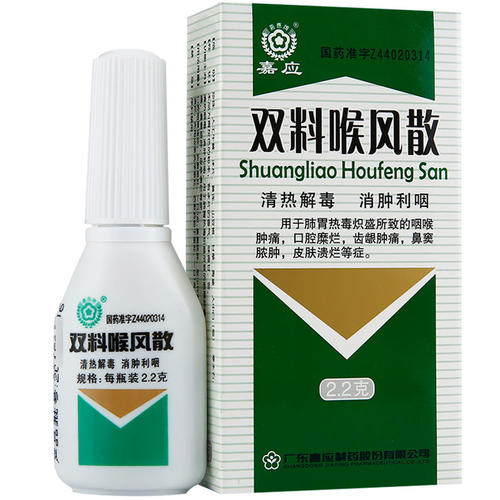 国药准字Z44020314
嘉应
双料喉风散
Shuangliao Houfeng San
清热解毒 消肿利咽
用于肺胃热毒炽盛所致的咽喉
肿痛，口腔糜烂，齿龈肿痛，鼻窦
脓肿，皮肤溃烂等症。
2.2克
广东嘉应制药股份有限公司
GUANGDONG JIAYING PHARMACEUTICAL CO.,LTD
国药准字Z44020314
双料喉风散
清热解毒 消肿利咽
规格：每瓶装2.2克